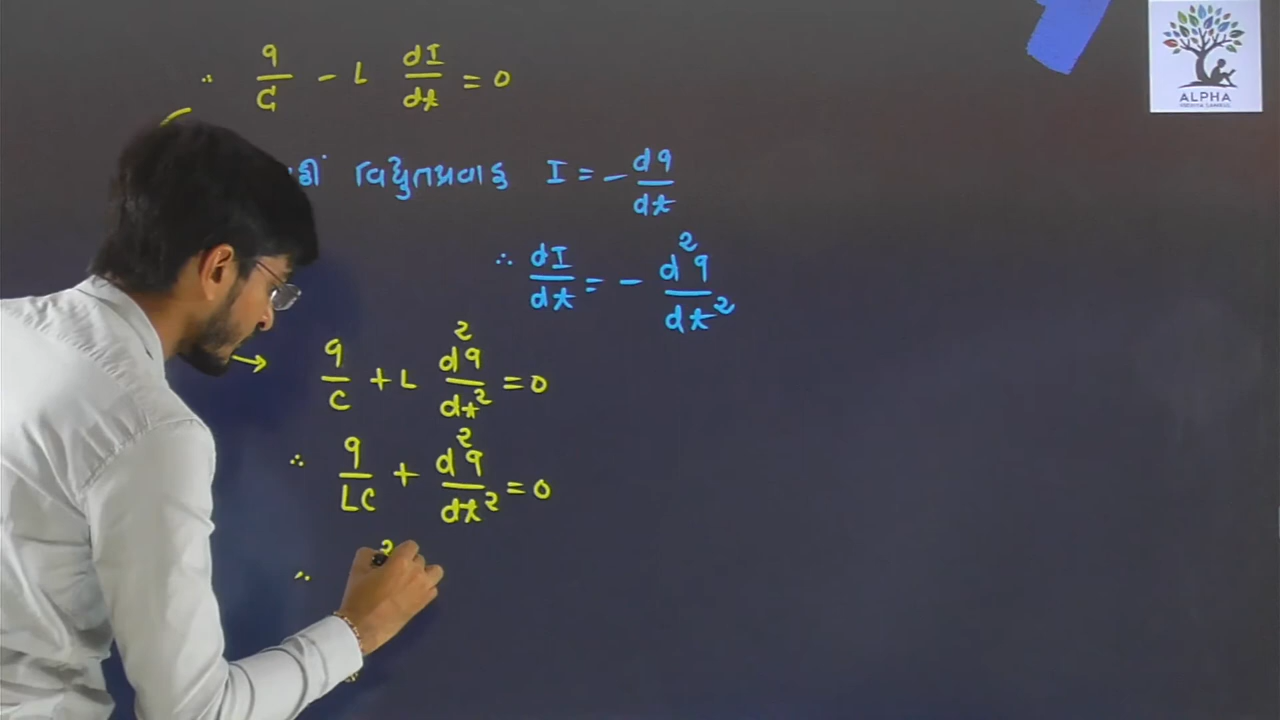 ∴ q/C - L dI/dt = 0
વિદ્યુતપ્રવાહ I = - dq/dt
∴ dI/dt = - d²q/dt²
→ q/C + L d²q/dt² = 0
∴ q/LC + d²q/dt² = 0
∴ 2
ALPHA